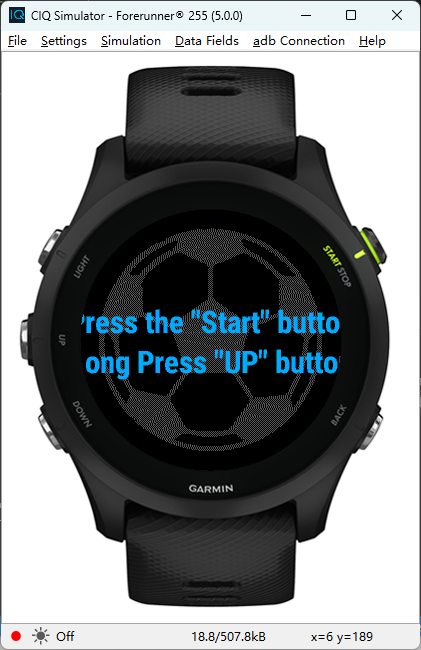 CIQ Simulator - Forerunner® 255 (5.0.0)
File Settings Simulation Data Fields adb Connection Help
START STOP
LIGHT
ress the "Start" butto
UP
ong Press "UP" butto
DOWN
BACK
GARMIN
Off 18.8/507.8kB x=6 y=189